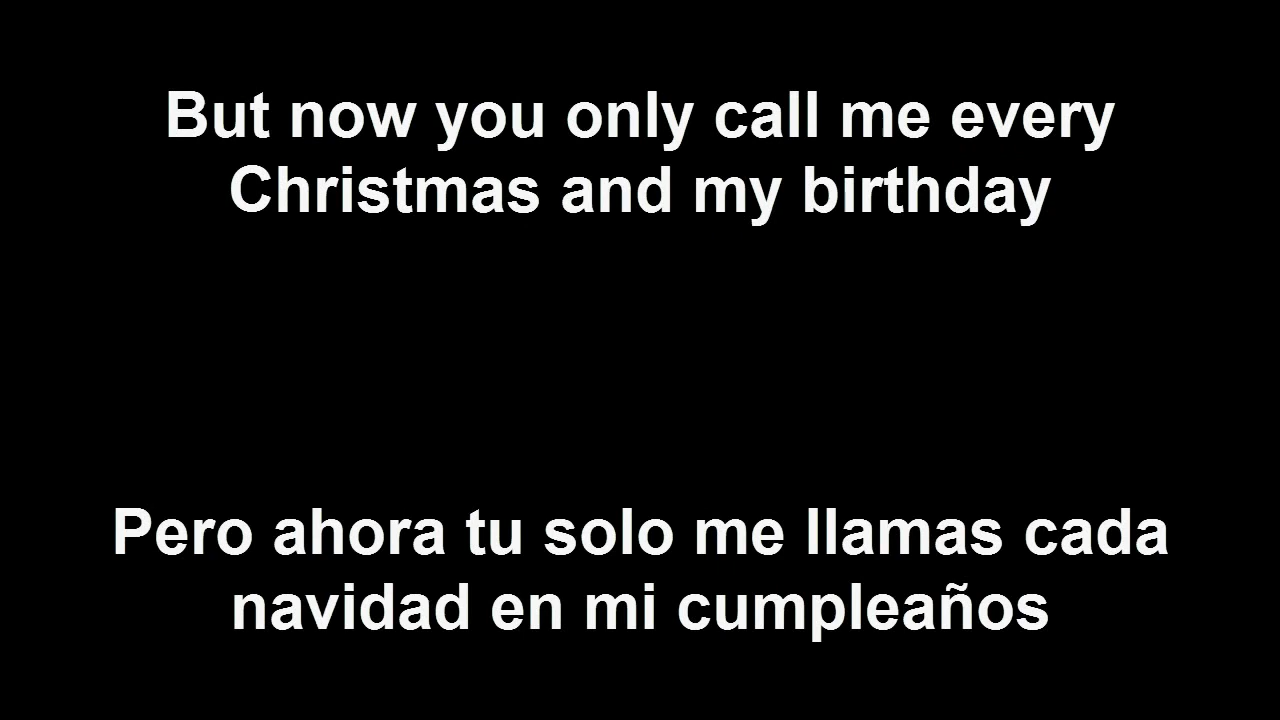 But now you only call me every
Christmas and my birthday
Pero ahora tu solo me llamas cada
navidad en mi cumpleaños